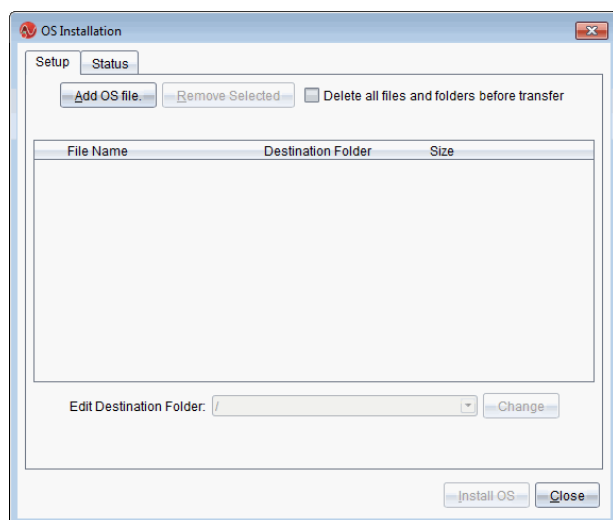 OS Installation
Setup Status
Add OS file. Remove Selected Delete all files and folders before transfer
File Name Destination Folder Size
Edit Destination Folder: / Change
Install OS Close